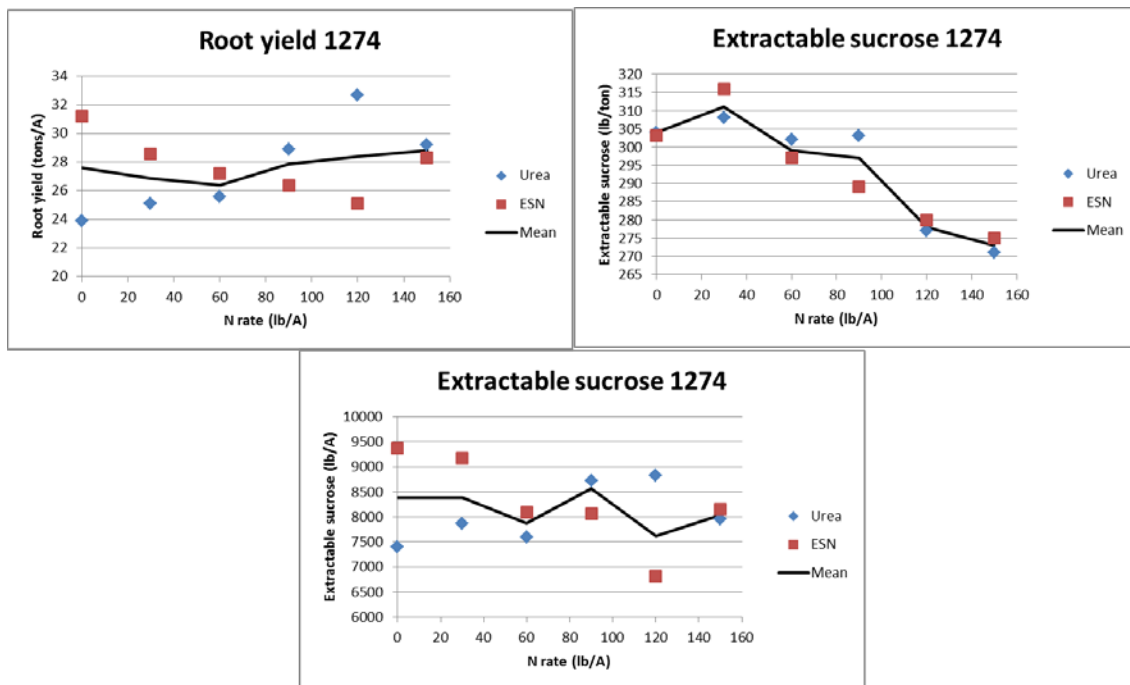 Root yield 1274
Root yield (tons/A)
34
32
30
28
26
24
22
20
0 20 40 60 80 100 120 140 160
N rate (lb/A)
Urea
ESN
Mean
Extractable sucrose 1274
Extractable sucrose (lb/ton)
320
315
310
305
300
295
290
285
280
275
270
265
0 20 40 60 80 100 120 140 160
N rate (lb/A)
Urea
ESN
Mean
Extractable sucrose 1274
Extractable sucrose (lb/A)
10000
9500
9000
8500
8000
7500
7000
6500
6000
0 20 40 60 80 100 120 140 160
N rate (lb/A)
Urea
ESN
Mean